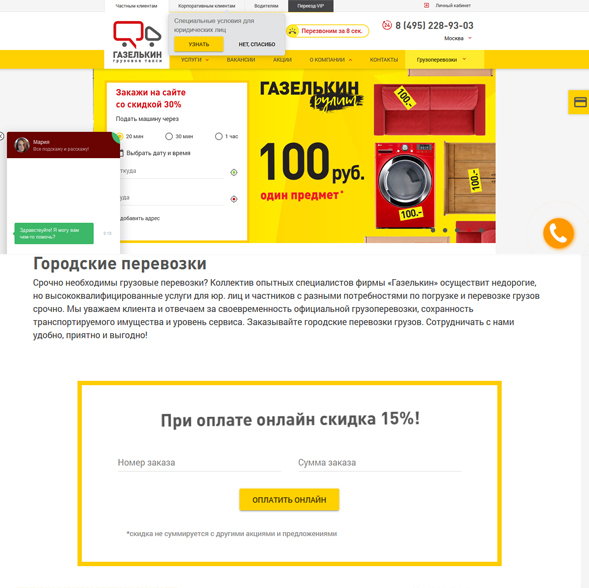 Частным клиентам
Корпоративным клиентам
Водителям
Переезд VIP
Личный кабинет
ГАЗЕЛЬКИН
грузовое такси
Специальные условия для
юридических лиц
УЗНАТЬ
НЕТ, СПАСИБО
Перезвоним за 8 сек.
24
8 (495) 228-93-03
Москва
УСЛУГИ
ВАКАНСИИ
АКЦИИ
О КОМПАНИИ
КОНТАКТЫ
Грузоперевозки
Закажи на сайте
со скидкой 30%
Подать машину через
20 мин
30 мин
1 час
Выбрать дату и время
ткуда
уда
добавить адрес
ГАЗЕЛЬКИН
рулит
100 руб.
один предмет*
100.-
100.-
100.-
Мария
Все подскажу и расскажу!
Здравствуйте! Я могу вам
чем-то помочь?
Городские перевозки
Срочно необходимы грузовые перевозки? Коллектив опытных специалистов фирмы «Газелькин» осуществит недорогие,
но высококвалифицированные услуги для юр. лиц и частников с разными потребностями по погрузке и перевозке грузов
срочно. Мы уважаем клиента и отвечаем за своевременность официальной грузоперевозки, сохранность
транспортируемого имущества и уровень сервиса. Заказывайте городские перевозки грузов. Сотрудничать с нами
удобно, приятно и выгодно!
При оплате онлайн скидка 15%!
Номер заказа
Сумма заказа
ОПЛАТИТЬ ОНЛАЙН
*скидка не суммируется с другими акциями и предложениями